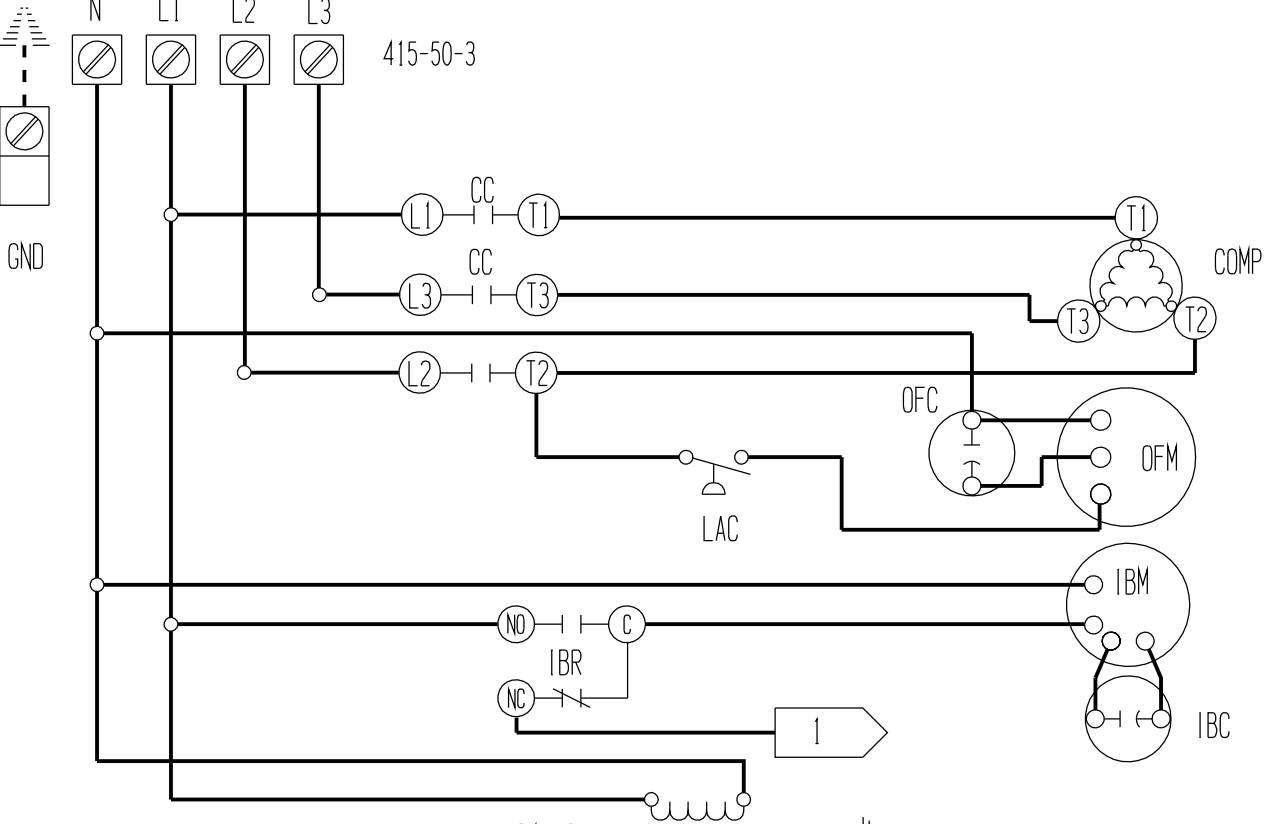 N L1 L2 L3
415-50-3
GND
CC
L1 T1 T1
COMP
CC
L3 T3 T3 T2
L2 T2
OFC
OFM
LAC
IBM
NO C
IBR
NC
1
IBC